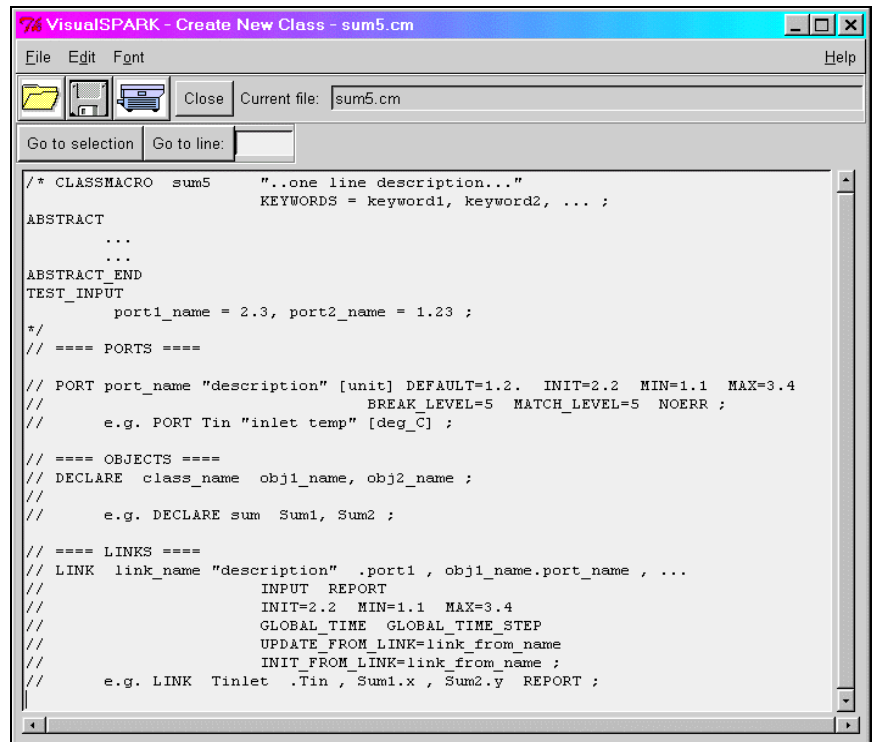 VisualSPARK - Create New Class - sum5.cm
File Edit Font Help
Close Current file: sum5.cm
Go to selection Go to line:
/* CLASSMACRO sum5 "..one line description..."
KEYWORDS = keyword1, keyword2, ... ;
ABSTRACT
...
...
ABSTRACT_END
TEST_INPUT
port1_name = 2.3, port2_name = 1.23 ;
*/
// ==== PORTS ====
// PORT port_name "description" [unit] DEFAULT=1.2. INIT=2.2 MIN=1.1 MAX=3.4
// BREAK_LEVEL=5 MATCH_LEVEL=5 NOERR ;
// e.g. PORT Tin "inlet temp" [deg_C] ;
// ==== OBJECTS ====
// DECLARE class_name obj1_name, obj2_name ;
//
// e.g. DECLARE sum Sum1, Sum2 ;
// ==== LINKS ====
// LINK link_name "description" .port1 , obj1_name.port_name , ...
// INPUT REPORT
// INIT=2.2 MIN=1.1 MAX=3.4
// GLOBAL_TIME GLOBAL_TIME_STEP
// UPDATE_FROM_LINK=link_from_name
// INIT_FROM_LINK=link_from_name ;
// e.g. LINK Tinlet .Tin , Sum1.x , Sum2.y REPORT ;